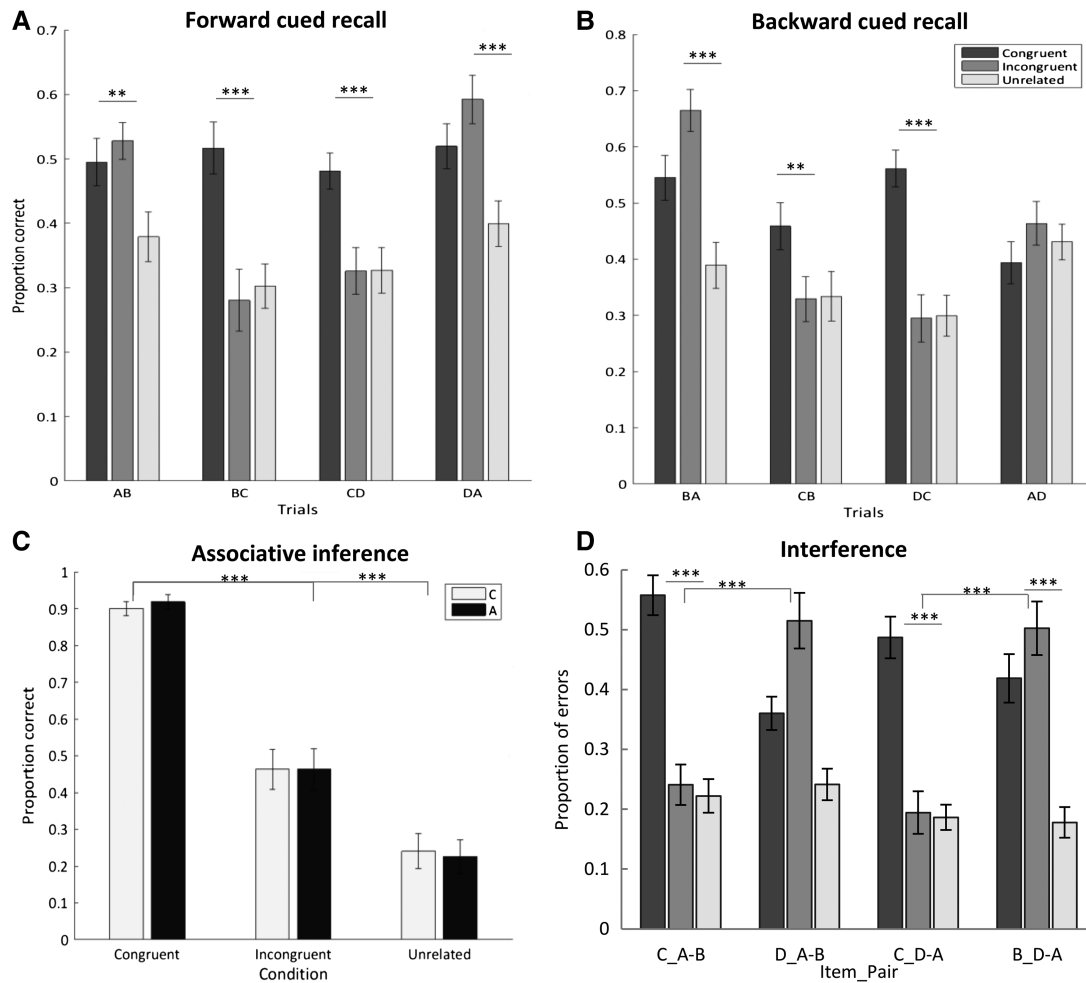 A
Forward cued recall
0.7
0.6
0.5
0.4
0.3
0.2
0.1
0
Proportion correct
**
***
***
***
AB
BC
CD
DA
Trials
B
Backward cued recall
0.8
0.7
0.6
0.5
0.4
0.3
0.2
0.1
0
Congruent
Incongruent
Unrelated
***
**
***
BA
CB
DC
AD
Trials
C
Associative inference
1
0.9
0.8
0.7
0.6
0.5
0.4
0.3
0.2
0.1
0
Proportion correct
***
***
C
A
Congruent
Incongruent
Unrelated
Condition
D
Interference
0.6
0.5
0.4
0.3
0.2
0.1
0
Proportion of errors
***
***
***
***
***
C_A-B
D_A-B
C_D-A
B_D-A
Item_Pair